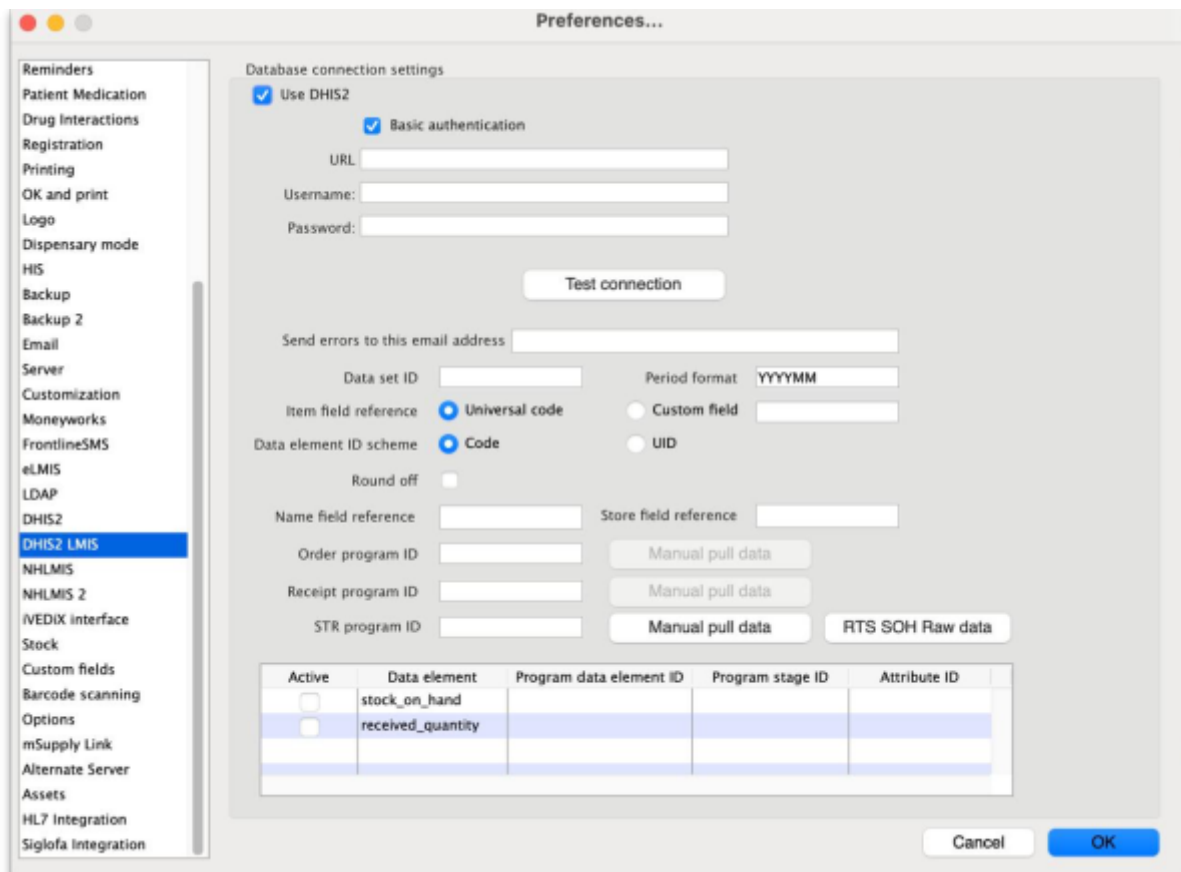 Preferences...
Reminders
Patient Medication
Drug Interactions
Registration
Printing
OK and print
Logo
Dispensary mode
HIS
Backup
Backup 2
Email
Server
Customization
Moneyworks
FrontlineSMS
eLMIS
LDAP
DHIS2
DHIS2 LMIS
NHLMIS
NHLMIS 2
iVEDiX interface
Stock
Custom fields
Barcode scanning
Options
mSupply Link
Alternate Server
Assets
HL7 Integration
Siglofa Integration
Database connection settings
Use DHIS2
Basic authentication
URL
Username:
Password:
Test connection
Send errors to this email address
Data set ID Period format YYYYMM
Item field reference Universal code Custom field
Data element ID scheme Code UID
Round off
Name field reference Store field reference
Order program ID Manual pull data
Receipt program ID Manual pull data
STR program ID Manual pull data RTS SOH Raw data
Active Data element Program data element ID Program stage ID Attribute ID
stock_on_hand
received_quantity
Cancel OK